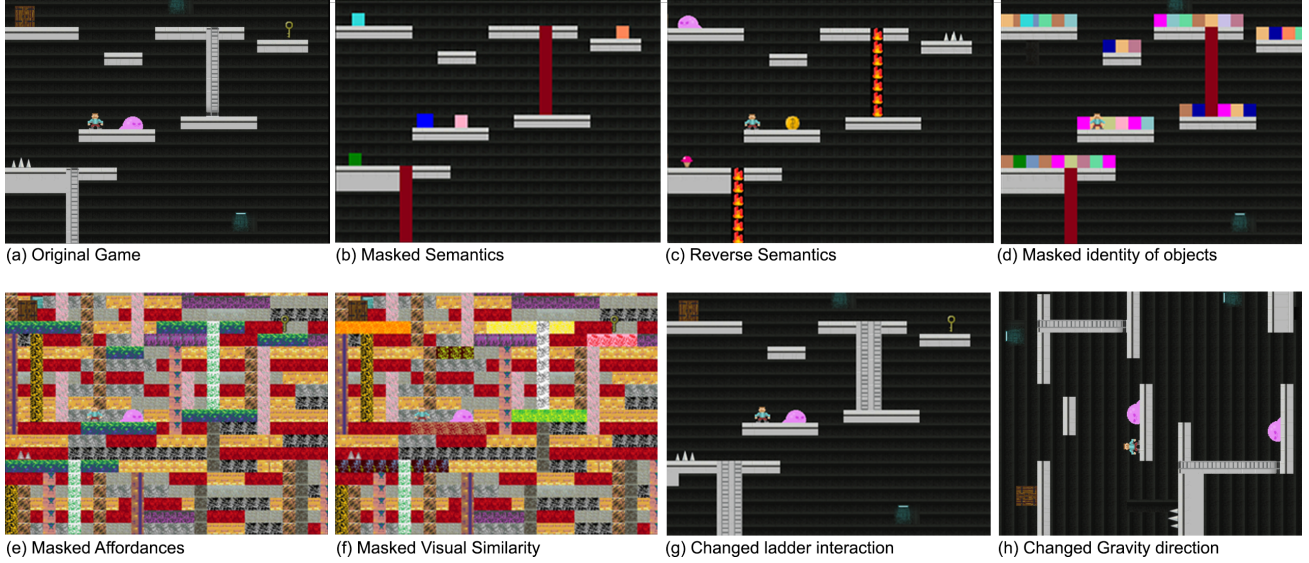 (a) Original Game
(b) Masked Semantics
(c) Reverse Semantics
(d) Masked identity of objects
(e) Masked Affordances
(f) Masked Visual Similarity
(g) Changed ladder interaction
(h) Changed Gravity direction